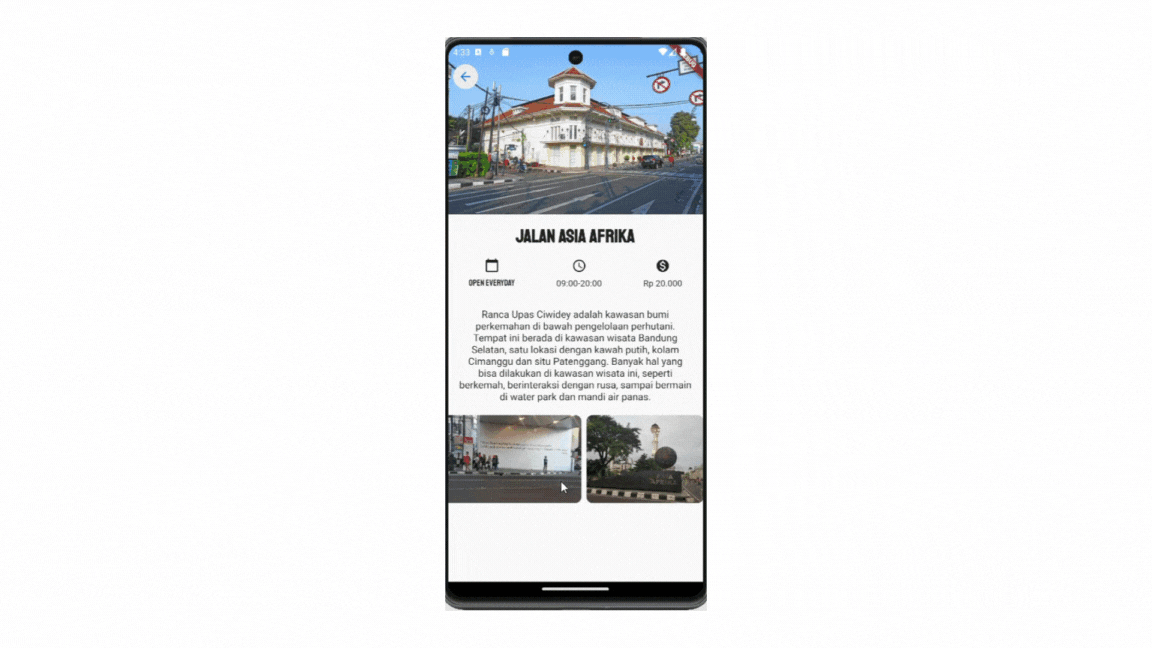 4:33
JALAN ASIA AFRIKA
OPEN EVERYDAY
09:00-20:00
Rp 20.000
Ranca Upas Ciwidey adalah kawasan bumi
perkemahan di bawah pengelolaan perhutani.
Tempat ini berada di kawasan wisata Bandung
Selatan, satu lokasi dengan kawah putih, kolam
Cimanggu dan situ Patenggang. Banyak hal yang
bisa dilakukan di kawasan wisata ini, seperti
berkemah, berinteraksi dengan rusa, sampai bermain
di water park dan mandi air panas.